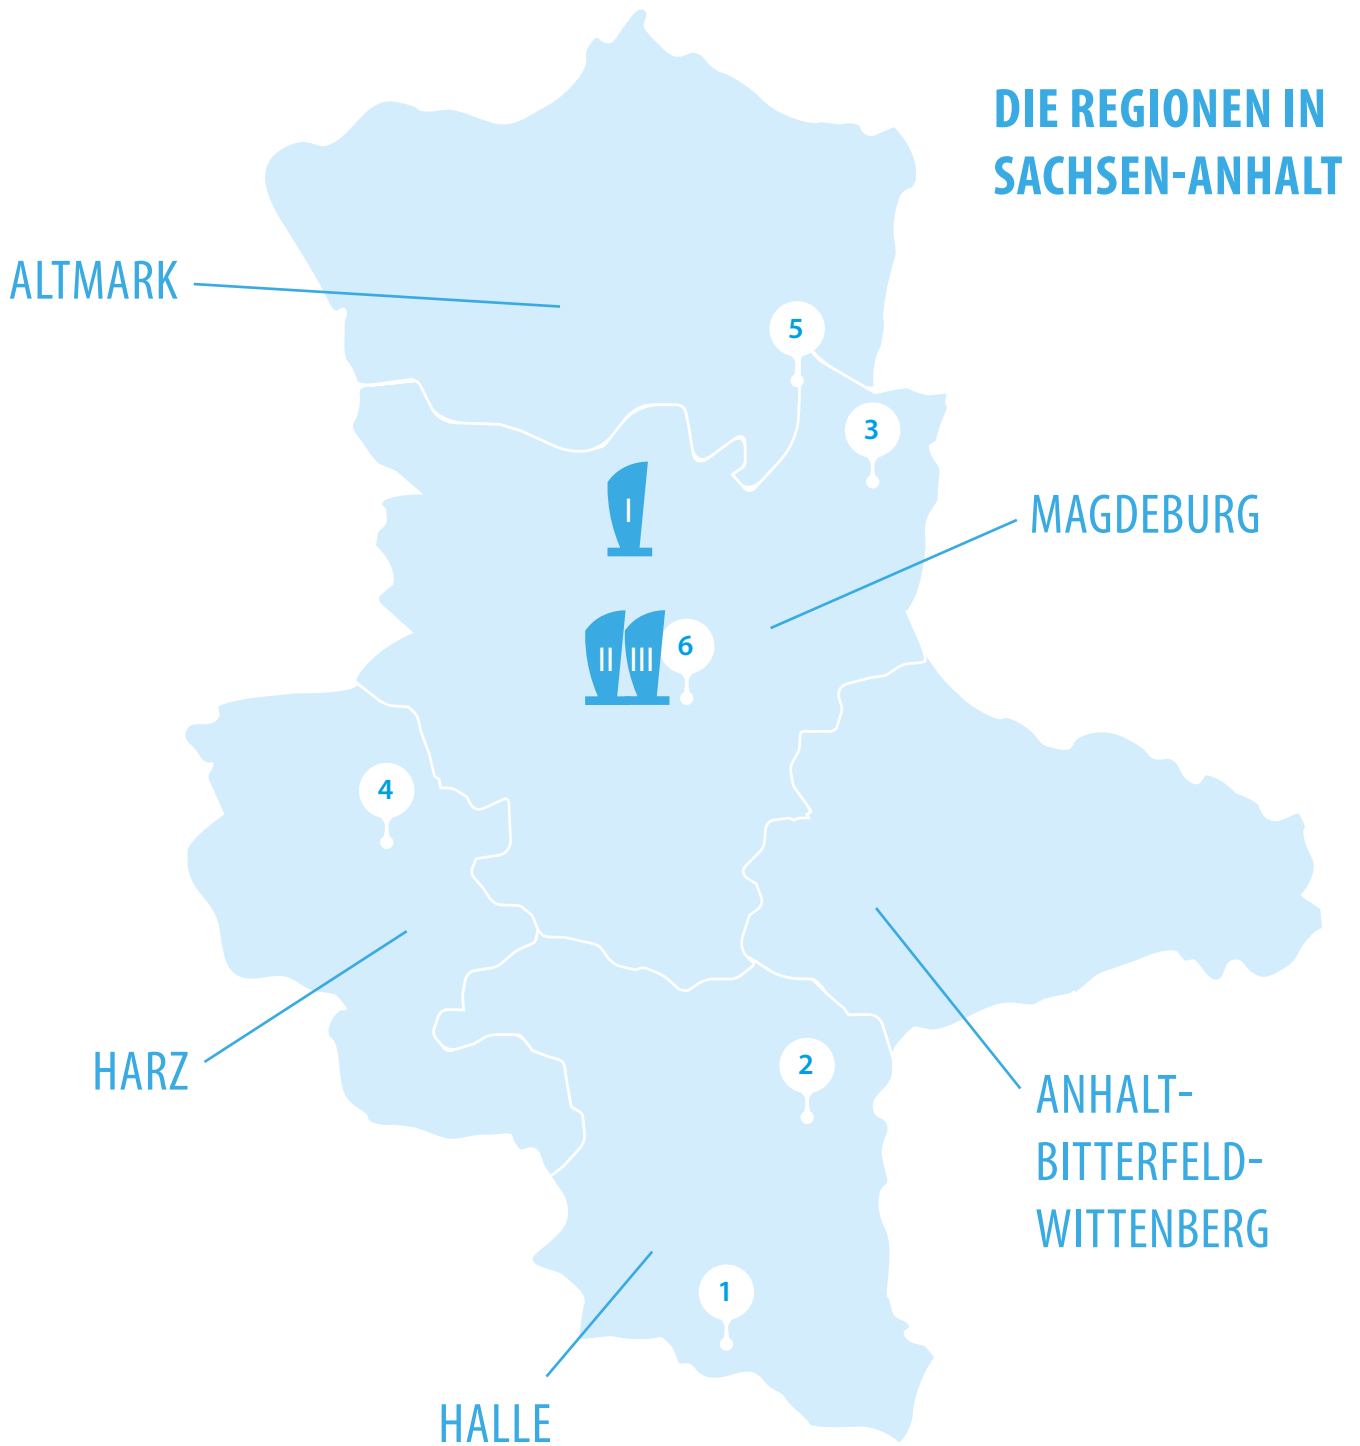 DIE REGIONEN IN
SACHSEN-ANHALT
ALTMARK
5
3
I
MAGDEBURG
II
III
6
4
HARZ
2
ANHALT-
BITTERFELD-
WITTENBERG
1
HALLE